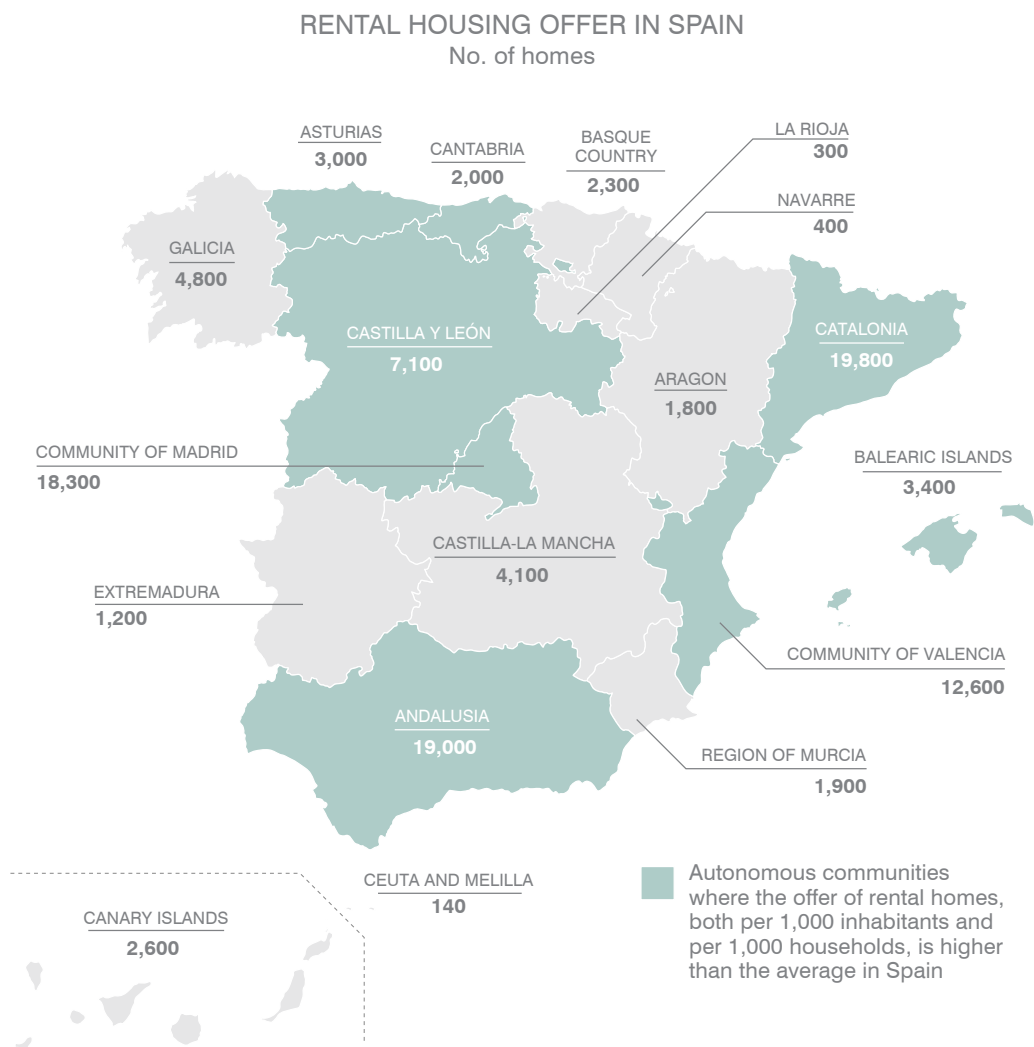 RENTAL HOUSING OFFER IN SPAIN
No. of homes
ASTURIAS
3,000
CANTABRIA
2,000
BASQUE
COUNTRY
2,300
LA RIOJA
300
NAVARRE
400
GALICIA
4,800
CASTILLA Y LEÓN
7,100
CATALONIA
19,800
ARAGON
1,800
COMMUNITY OF MADRID
18,300
BALEARIC ISLANDS
3,400
CASTILLA-LA MANCHA
4,100
EXTREMADURA
1,200
COMMUNITY OF VALENCIA
12,600
ANDALUSIA
19,000
REGION OF MURCIA
1,900
CEUTA AND MELILLA
140
CANARY ISLANDS
2,600
Autonomous communities
where the offer of rental homes,
both per 1,000 inhabitants and
per 1,000 households, is higher
than the average in Spain